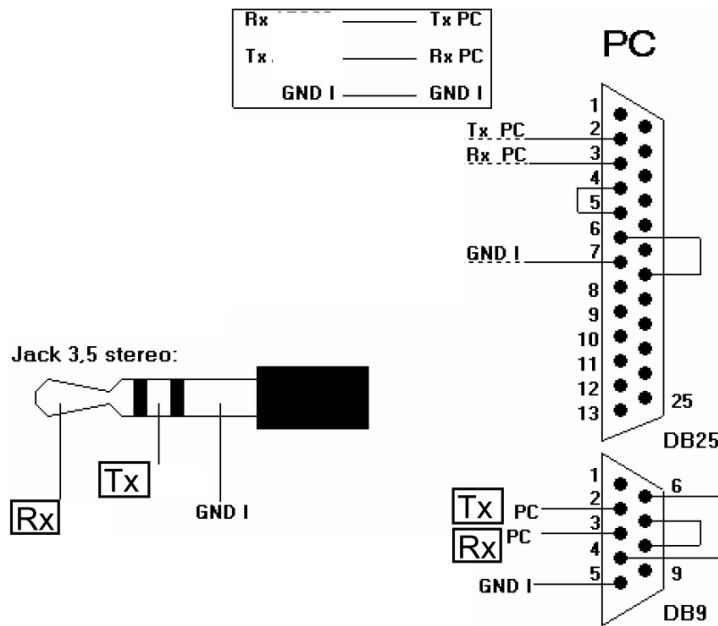 Rx Tx PC
Tx. Rx PC
GND I GND I
PC
1
Tx PC 2
Rx PC 3
4
5
6
GND I 7
8
9
10
11
12 25
13
DB25
Jack 3,5 stereo:
Tx
Rx
GND I
1 6
2
Tx PC
3
Rx PC
4
5 9
GND I
DB9